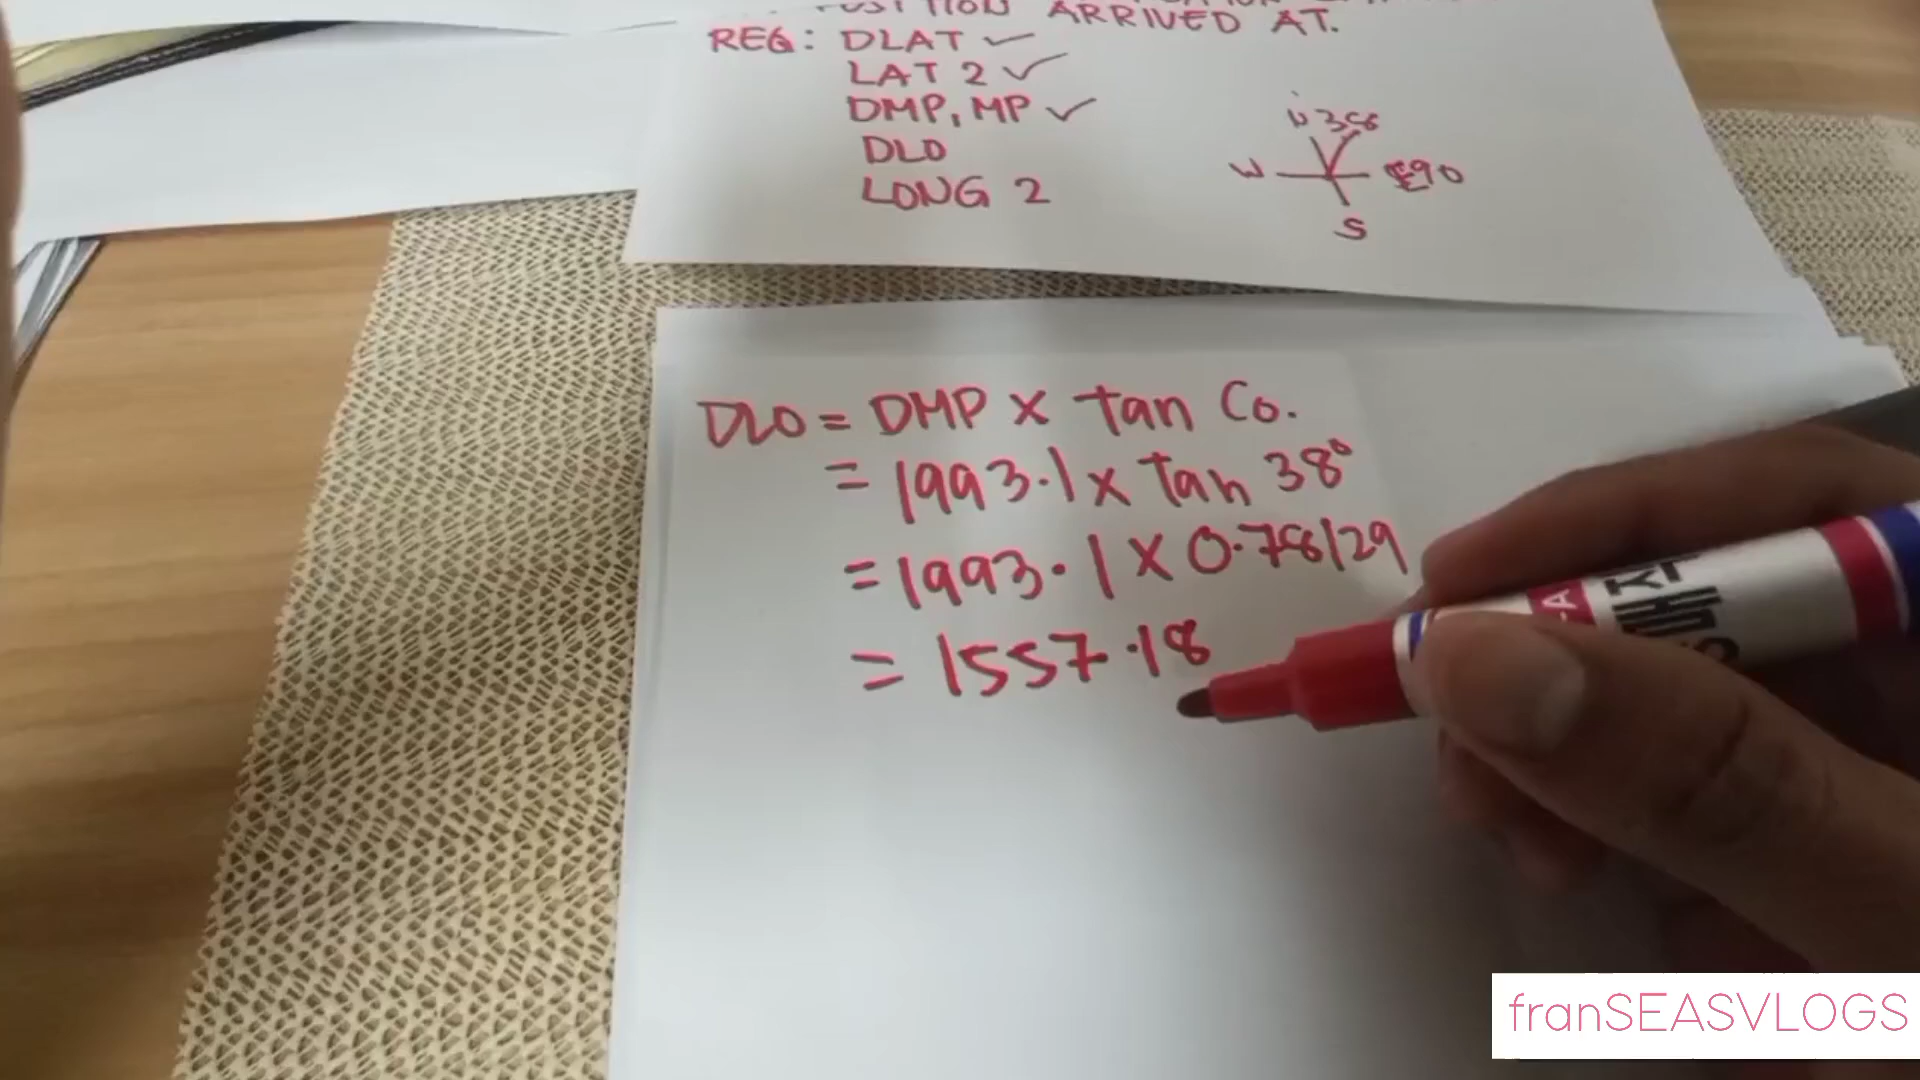 ARRIVED AT.
REQ: DLAT ✓
LAT 2 ✓
DMP, MP ✓
DLO
LONG 2
N 38
W E 90
S
DLO = DMP X tan Co.
= 1993.1 x tan 38°
= 1993.1 X 0.78129
= 1557.18
franSEASVLOGS